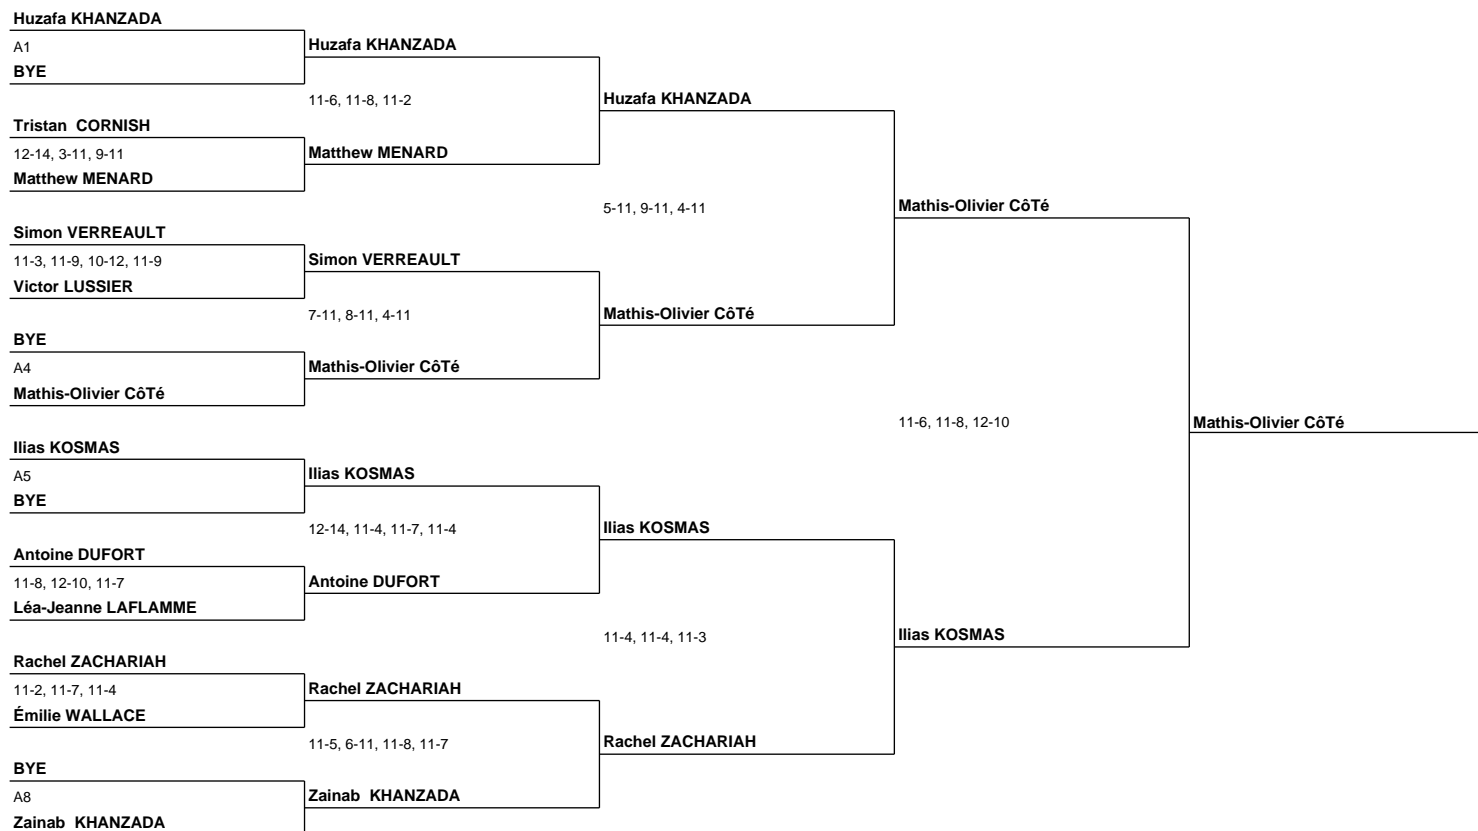 Huzafa KHANZADA
A1
BYE
Tristan  CORNISH
12-14, 3-11, 9-11
Matthew MENARD
Simon VERREAULT
11-3, 11-9, 10-12, 11-9
Victor LUSSIER
BYE
A4
Mathis-Olivier CôTé
Ilias KOSMAS
A5
BYE
Antoine DUFORT
11-8, 12-10, 11-7
Léa-Jeanne LAFLAMME
Rachel ZACHARIAH
11-2, 11-7, 11-4
Émilie WALLACE
BYE
A8
Zainab  KHANZADA
Huzafa KHANZADA
11-6, 11-8, 11-2
Matthew MENARD
Simon VERREAULT
7-11, 8-11, 4-11
Mathis-Olivier CôTé
Ilias KOSMAS
12-14, 11-4, 11-7, 11-4
Antoine DUFORT
Rachel ZACHARIAH
11-5, 6-11, 11-8, 11-7
Zainab  KHANZADA
Huzafa KHANZADA
5-11, 9-11, 4-11
Mathis-Olivier CôTé
Ilias KOSMAS
11-4, 11-4, 11-3
Rachel ZACHARIAH
Mathis-Olivier CôTé
11-6, 11-8, 12-10
Ilias KOSMAS
Mathis-Olivier CôTé